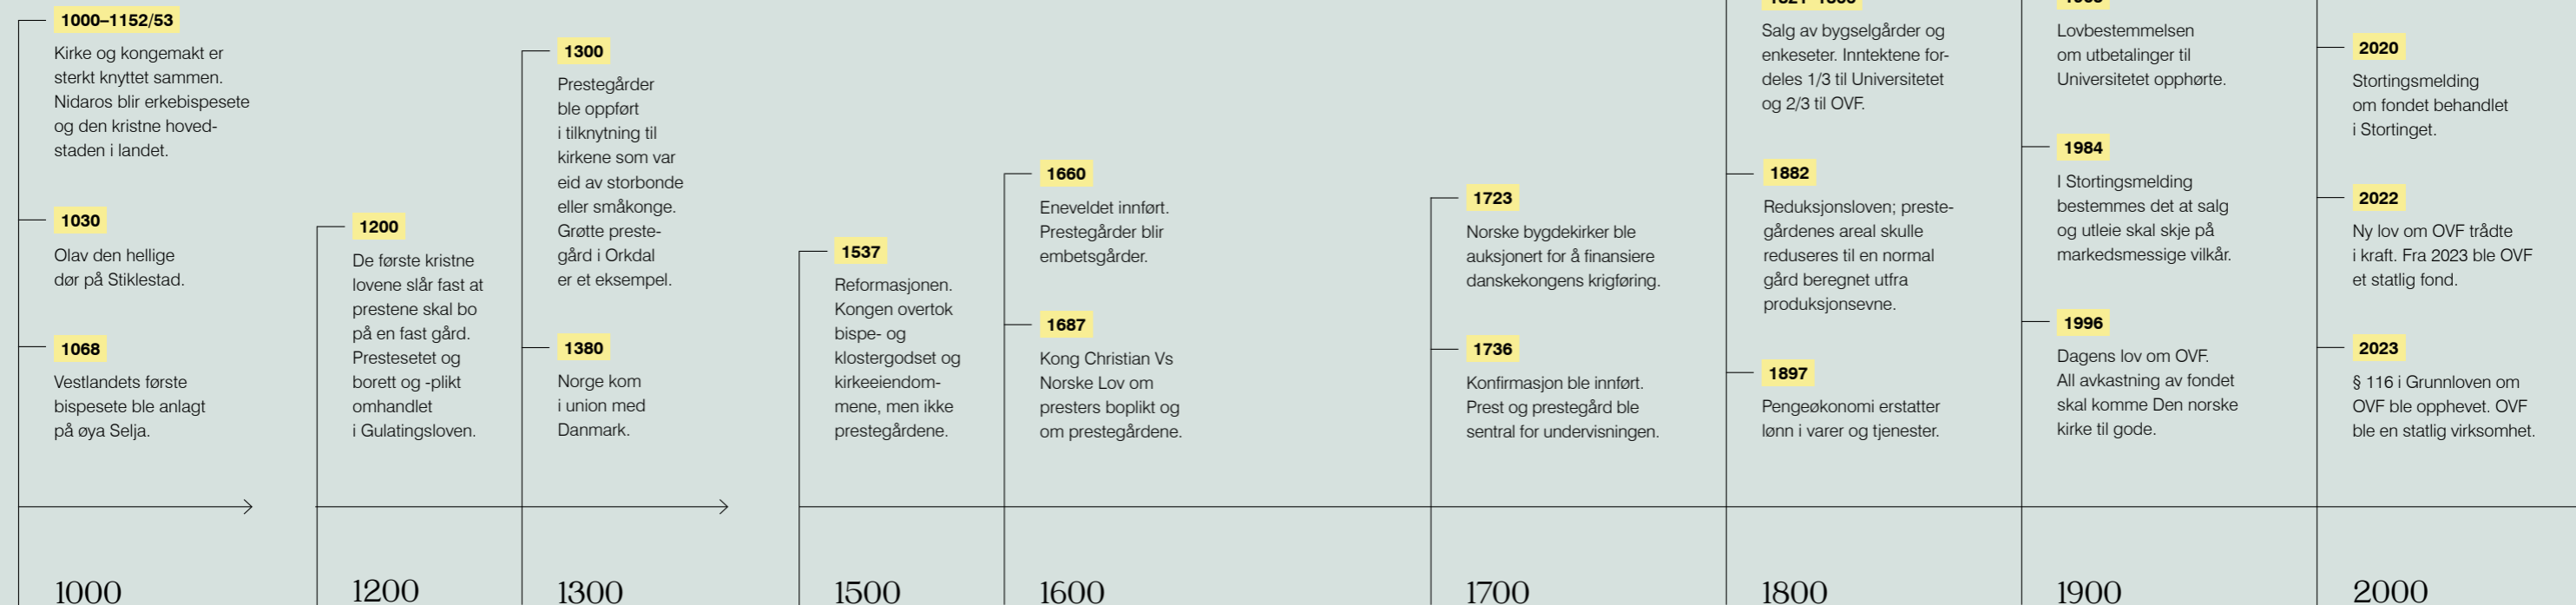 1000–1152/53
Kirke og kongemakt er
sterkt knyttet sammen.
Nidaros blir erkebispesete
og den kristne hoved-
staden i landet.
1030
Olav den hellige
dør på Stiklestad.
1068
Vestlandets første
bispesete ble anlagt
på øya Selja.
1000
1200
De første kristne
lovene slår fast at
prestene skal bo
på en fast gård.
Prestesetet og
borett og -plikt
omhandlet
i Gulatingsloven.
1200
1300
Prestegårder
ble oppført
i tilknytning til
kirkene som var
eid av storbonde
eller småkonge.
Grøtte preste-
gård i Orkdal
er et eksempel.
1380
Norge kom
i union med
Danmark.
1300
1537
Reformasjonen.
Kongen overtok
bispe- og
klostergodset og
kirkeeiendom-
mene, men ikke
prestegårdene.
1500
1660
Eneveldet innført.
Prestegårder blir
embetsgårder.
1687
Kong Christian Vs
Norske Lov om
presters boplikt og
om prestegårdene.
1600
1723
Norske bygdekirker ble
auksjonert for å finansiere
danskekongens krigføring.
1736
Konfirmasjon ble innført.
Prest og prestegård ble
sentral for undervisningen.
1700
Salg av bygselgårder og
enkeseter. Inntektene for-
deles 1/3 til Universitetet
og 2/3 til OVF.
1882
Reduksjonsloven; preste-
gårdenes areal skulle
reduseres til en normal
gård beregnet utfra
produksjonsevne.
1897
Pengeøkonomi erstatter
lønn i varer og tjenester.
1800
Lovbestemmelsen
om utbetalinger til
Universitetet opphørte.
1984
I Stortingsmelding
bestemmes det at salg
og utleie skal skje på
markedsmessige vilkår.
1996
Dagens lov om OVF.
All avkastning av fondet
skal komme Den norske
kirke til gode.
1900
2020
Stortingsmelding
om fondet behandlet
i Stortinget.
2022
Ny lov om OVF trådte
i kraft. Fra 2023 ble OVF
et statlig fond.
2023
§ 116 i Grunnloven om
OVF ble opphevet. OVF
ble en statlig virksomhet.
2000